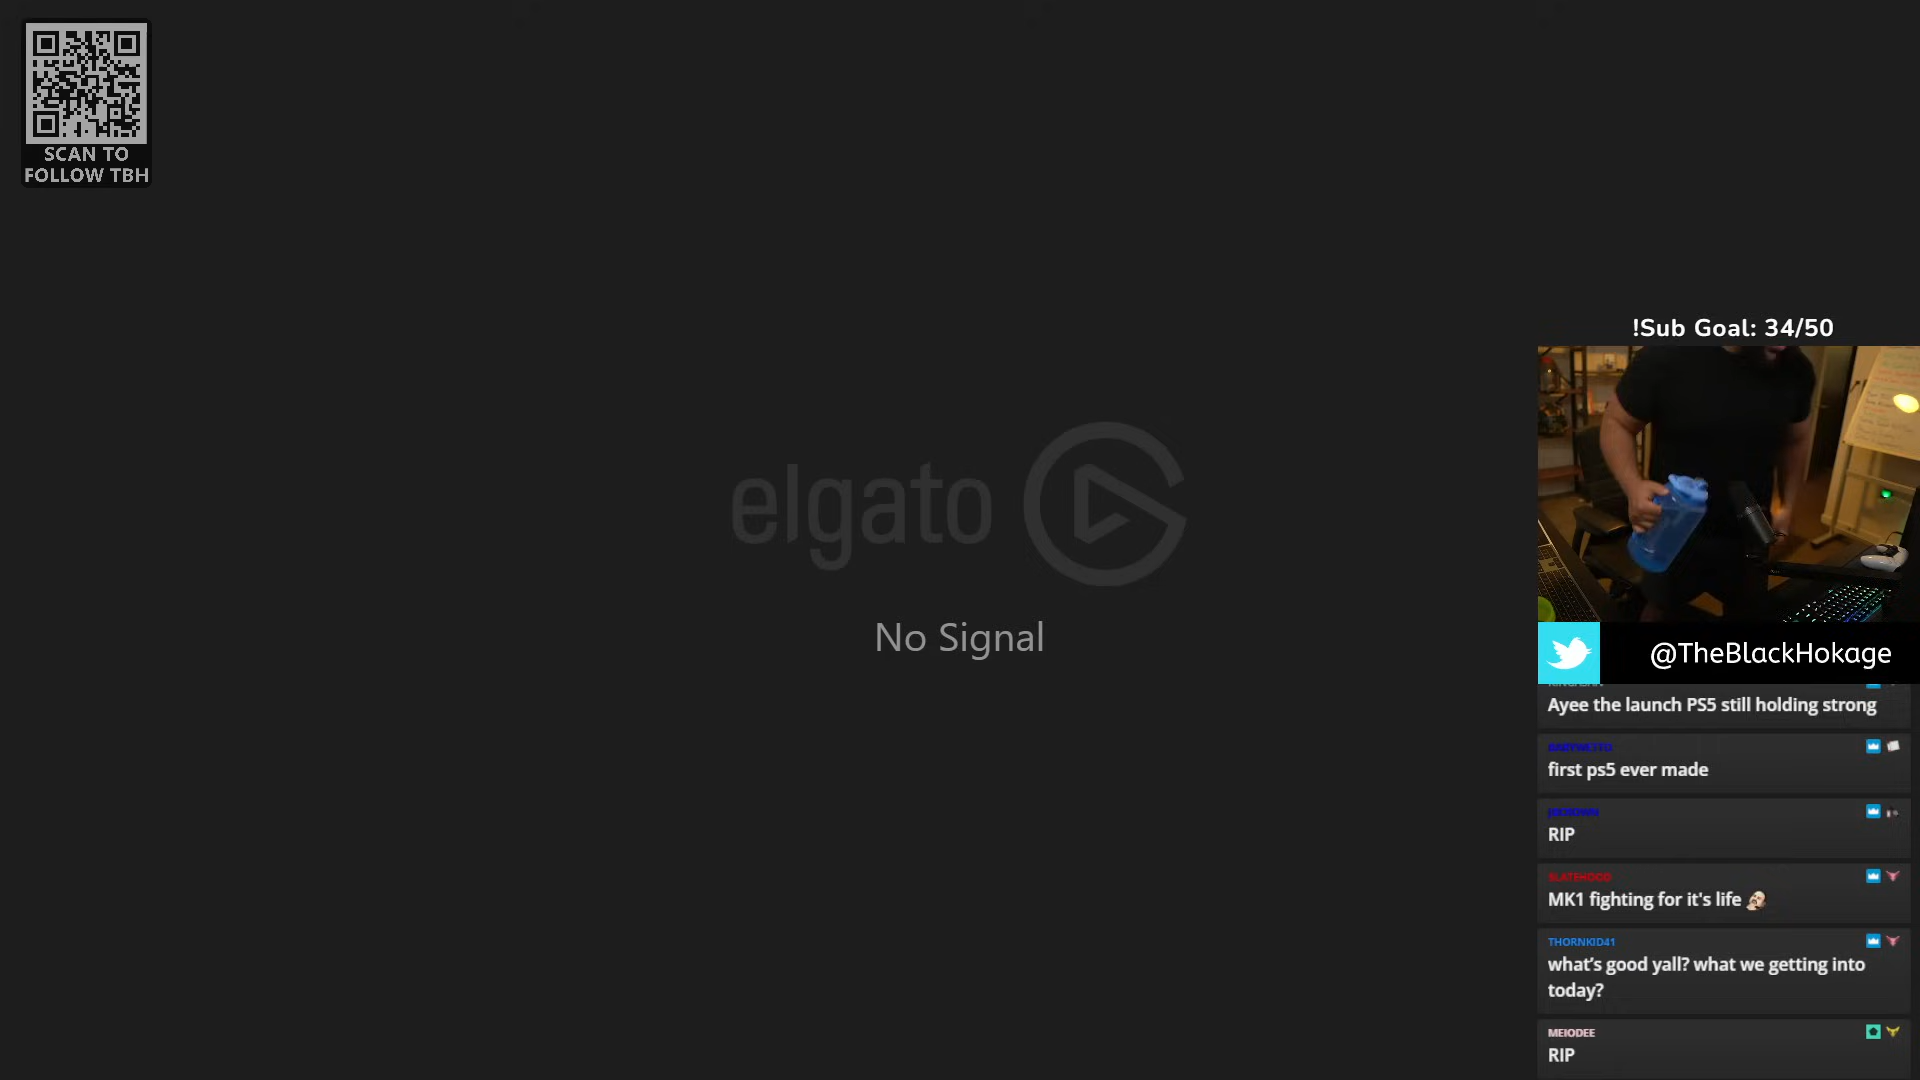 SCAN TO
FOLLOW TBH
elgato
No Signal
!Sub Goal: 34/50
@TheBlackHokage
Ayee the launch PS5 still holding strong
first ps5 ever made
RIP
SLATEHOOD
MK1 fighting for it's life
THORNKID41
what's good yall? what we getting into
today?
MEIODEE
RIP